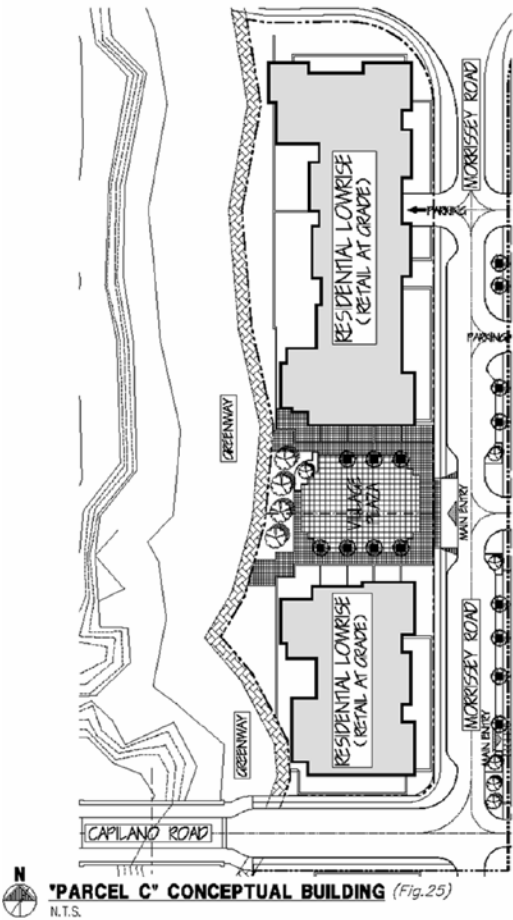 MORRISSEY ROAD
RESIDENTIAL LOWRISE
(RETAIL AT GRADE)
PARKING
PARKING
GREENWAY
VILLAGE
PLAZA
MAIN ENTRY
RESIDENTIAL LOWRISE
(RETAIL AT GRADE)
MORRISSEY ROAD
GREENWAY
MAIN ENTRY
CAPILANO ROAD
N
"PARCEL C" CONCEPTUAL BUILDING (Fig.25)
N.T.S.